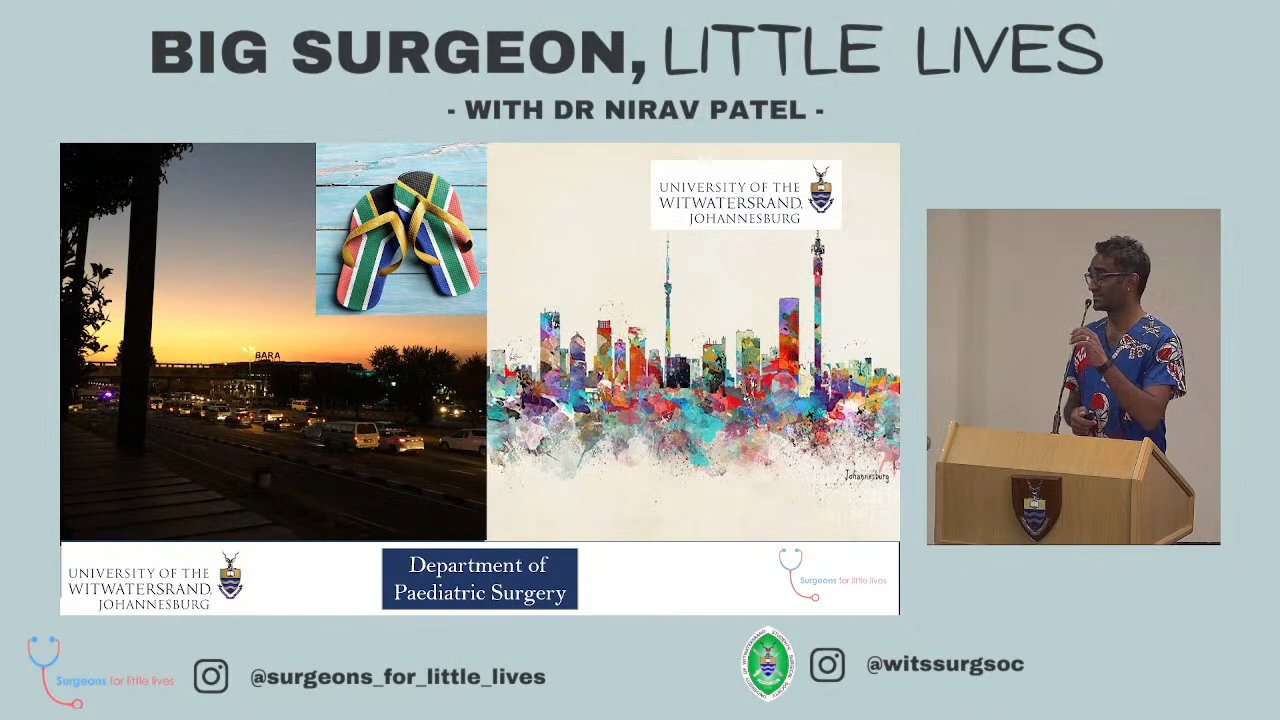 BIG SURGEON, LITTLE LIVES
- WITH DR NIRAV PATEL -
BARA
UNIVERSITY OF THE
WITWATERSRAND,
JOHANNESBURG
Johannesburg
UNIVERSITY OF THE
WITWATERSRAND,
JOHANNESBURG
Department of
Paediatric Surgery
Surgeons for little lives
Surgeons for little lives
@surgeons_for_little_lives
@witssurgsoc